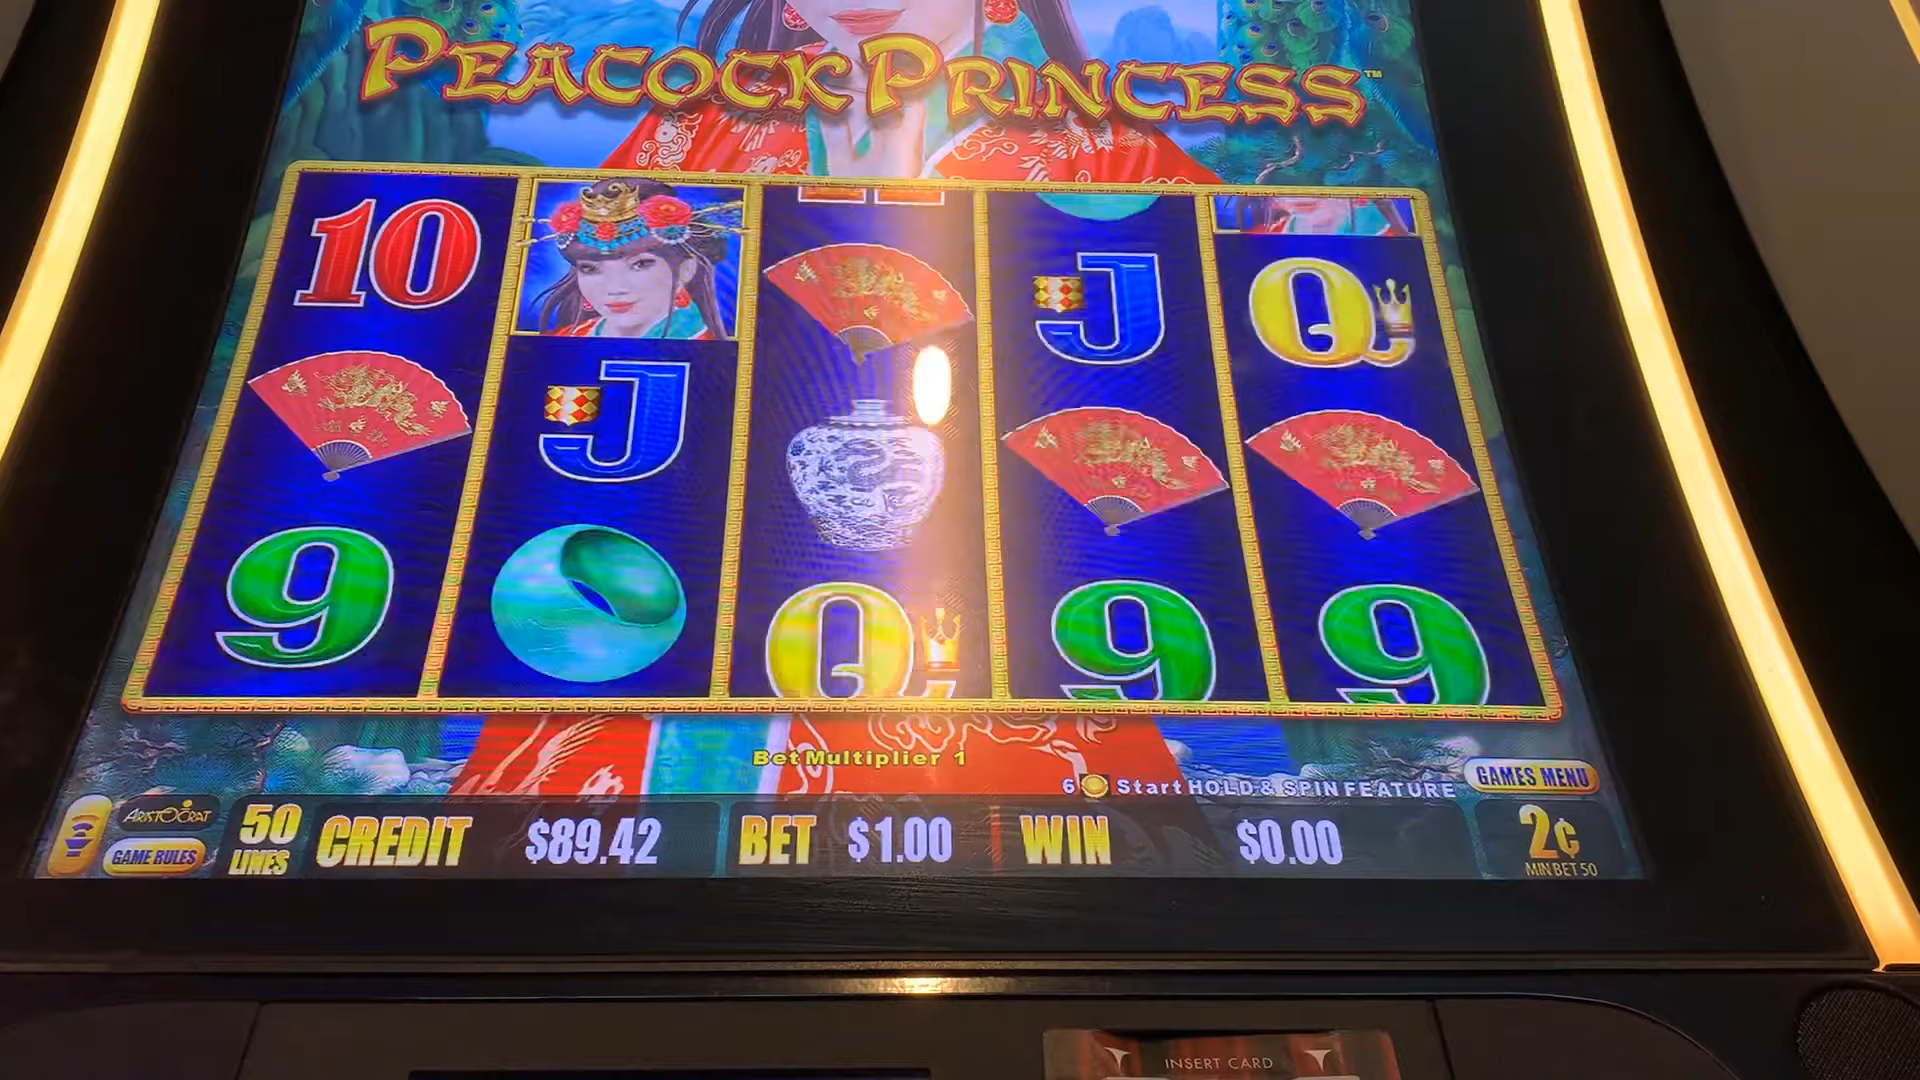 PEACOCK PRINCESS™
10
J
Q
J
9
Q
9
9
Bet Multiplier 1
6 Start HOLD & SPIN FEATURE
GAMES MENU
ARISTOCRAT
GAME RULES
50 LINES
CREDIT $89.42
BET $1.00
WIN $0.00
2¢
MIN BET 50
INSERT CARD